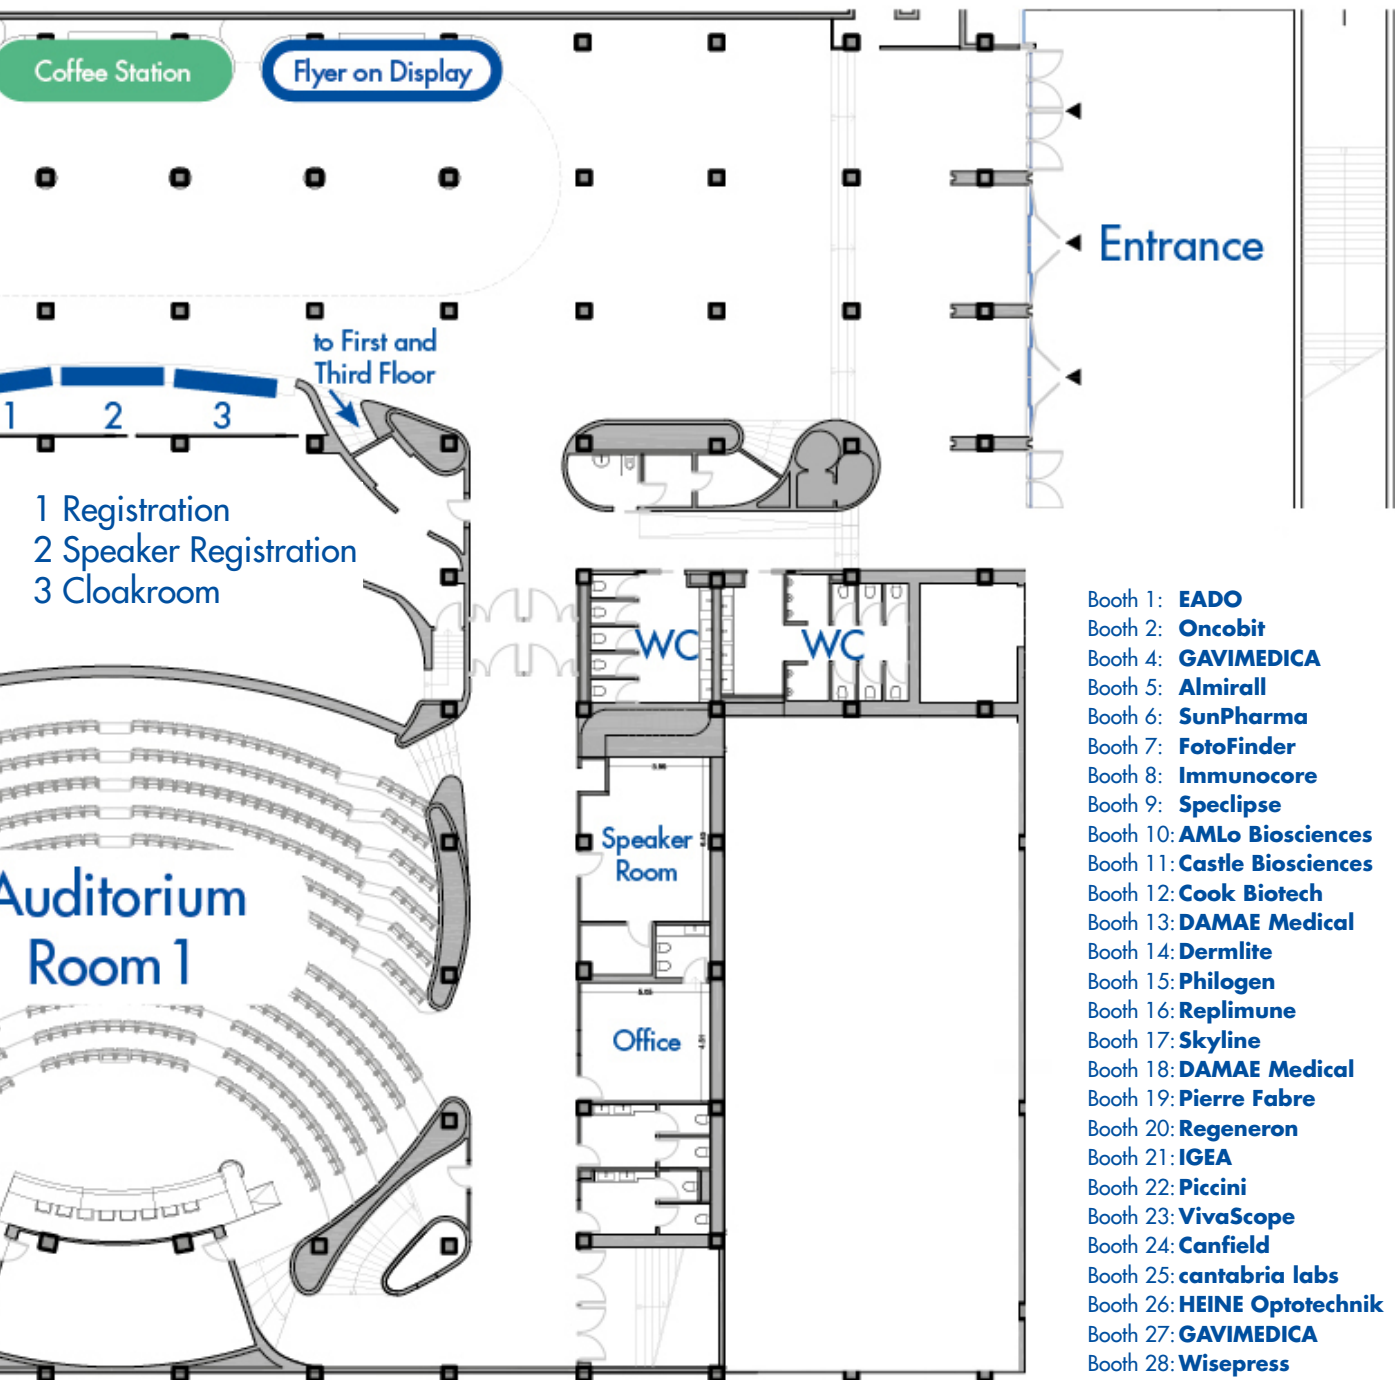 Coffee Station
Flyer on Display
Entrance
to First and
Third Floor
1
2
3
1 Registration
2 Speaker Registration
3 Cloakroom
WC
WC
Speaker
Room
Auditorium
Room 1
Office
Booth 1: EADO
Booth 2: Oncobit
Booth 4: GAVIMEDICA
Booth 5: Almirall
Booth 6: SunPharma
Booth 7: FotoFinder
Booth 8: Immunocore
Booth 9: Speclipse
Booth 10: AMLo Biosciences
Booth 11: Castle Biosciences
Booth 12: Cook Biotech
Booth 13: DAMAE Medical
Booth 14: Dermlite
Booth 15: Philogen
Booth 16: Replimune
Booth 17: Skyline
Booth 18: DAMAE Medical
Booth 19: Pierre Fabre
Booth 20: Regeneron
Booth 21: IGEA
Booth 22: Piccini
Booth 23: VivaScope
Booth 24: Canfield
Booth 25: cantabria labs
Booth 26: HEINE Optotechnik
Booth 27: GAVIMEDICA
Booth 28: Wisepress